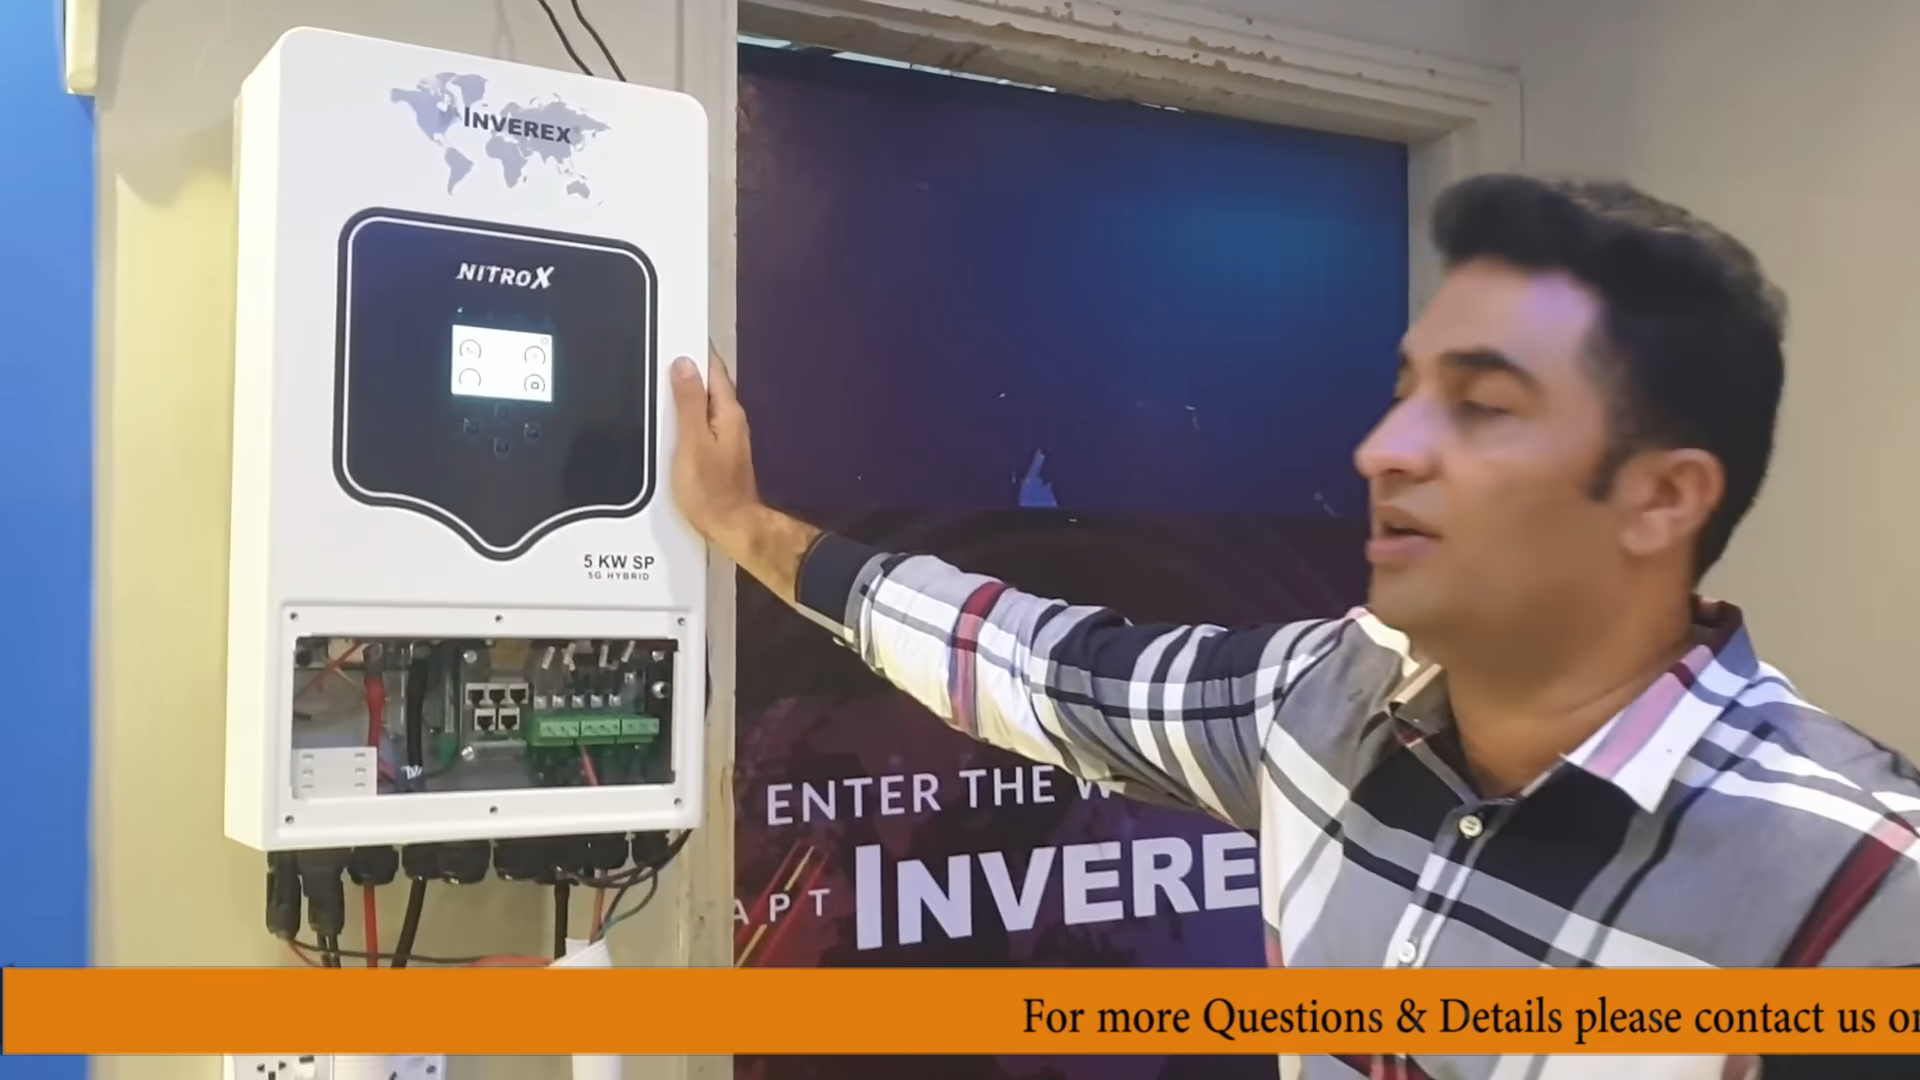 INVEREX
NITROX
5 KW SP
5G HYBRID
ENTER THE
APT INVERE
For more Questions & Details please contact us